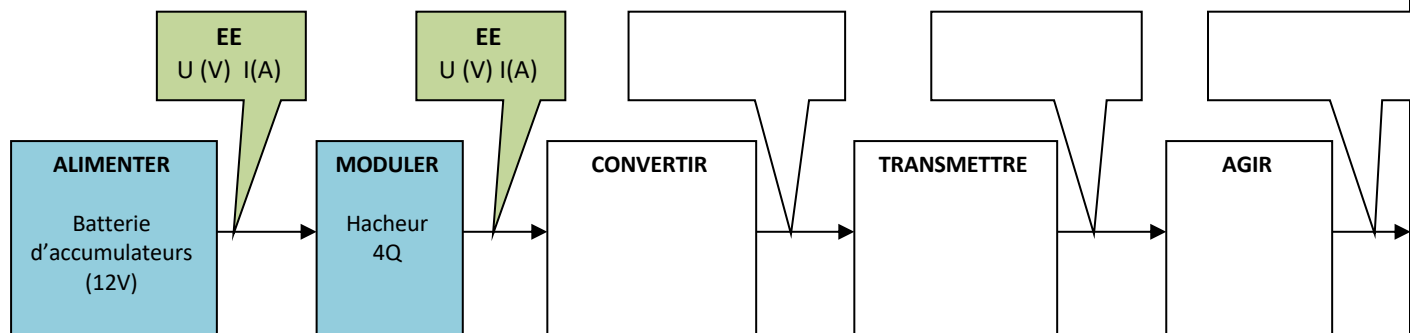 EE
U (V) I(A)
EE
U (V) I(A)
ALIMENTER
Batterie
d’accumulateurs
(12V)
MODULER
Hacheur
4Q
CONVERTIR
TRANSMETTRE
AGIR